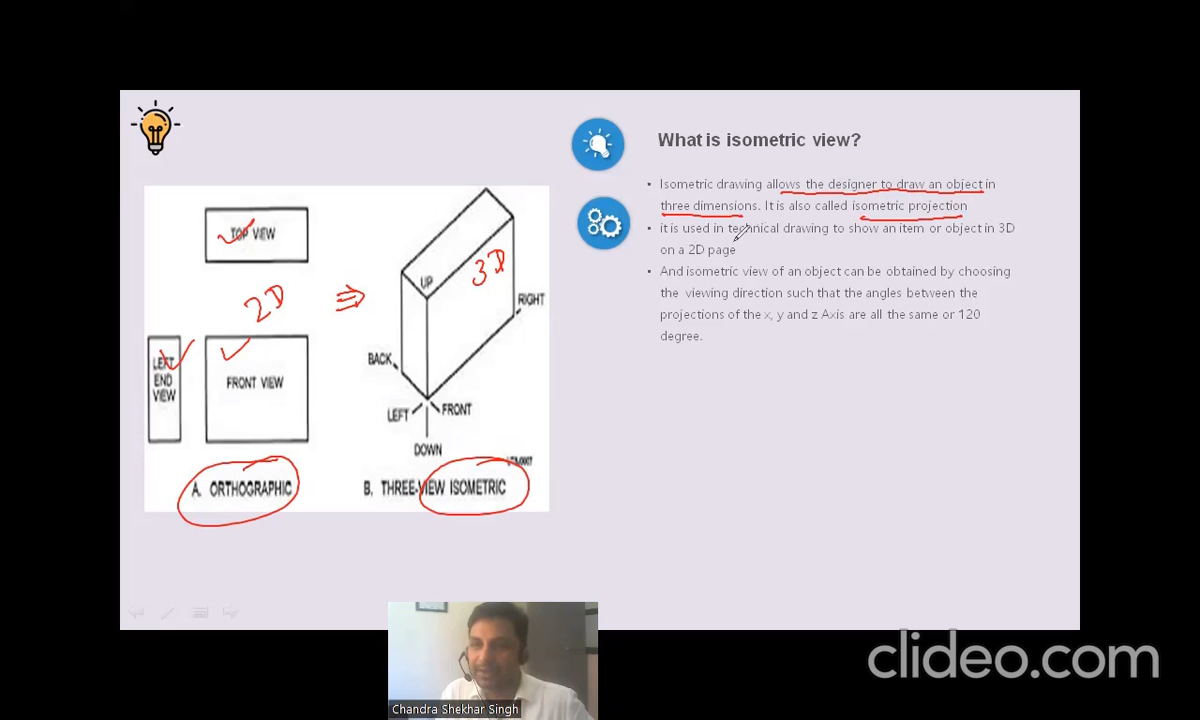 What is isometric view?
• Isometric drawing allows the designer to draw an object in
three dimensions. It is also called isometric projection
• it is used in technical drawing to show an item or object in 3D
on a 2D page
• And isometric view of an object can be obtained by choosing
the viewing direction such that the angles between the
projections of the x, y and z Axis are all the same or 120
degree.
TOP VIEW
2D
LEFT
END
VIEW
FRONT VIEW
A. ORTHOGRAPHIC
UP
3D
RIGHT
BACK
LEFT
FRONT
DOWN
B. THREE-VIEW ISOMETRIC
Chandra Shekhar Singh
clideo.com